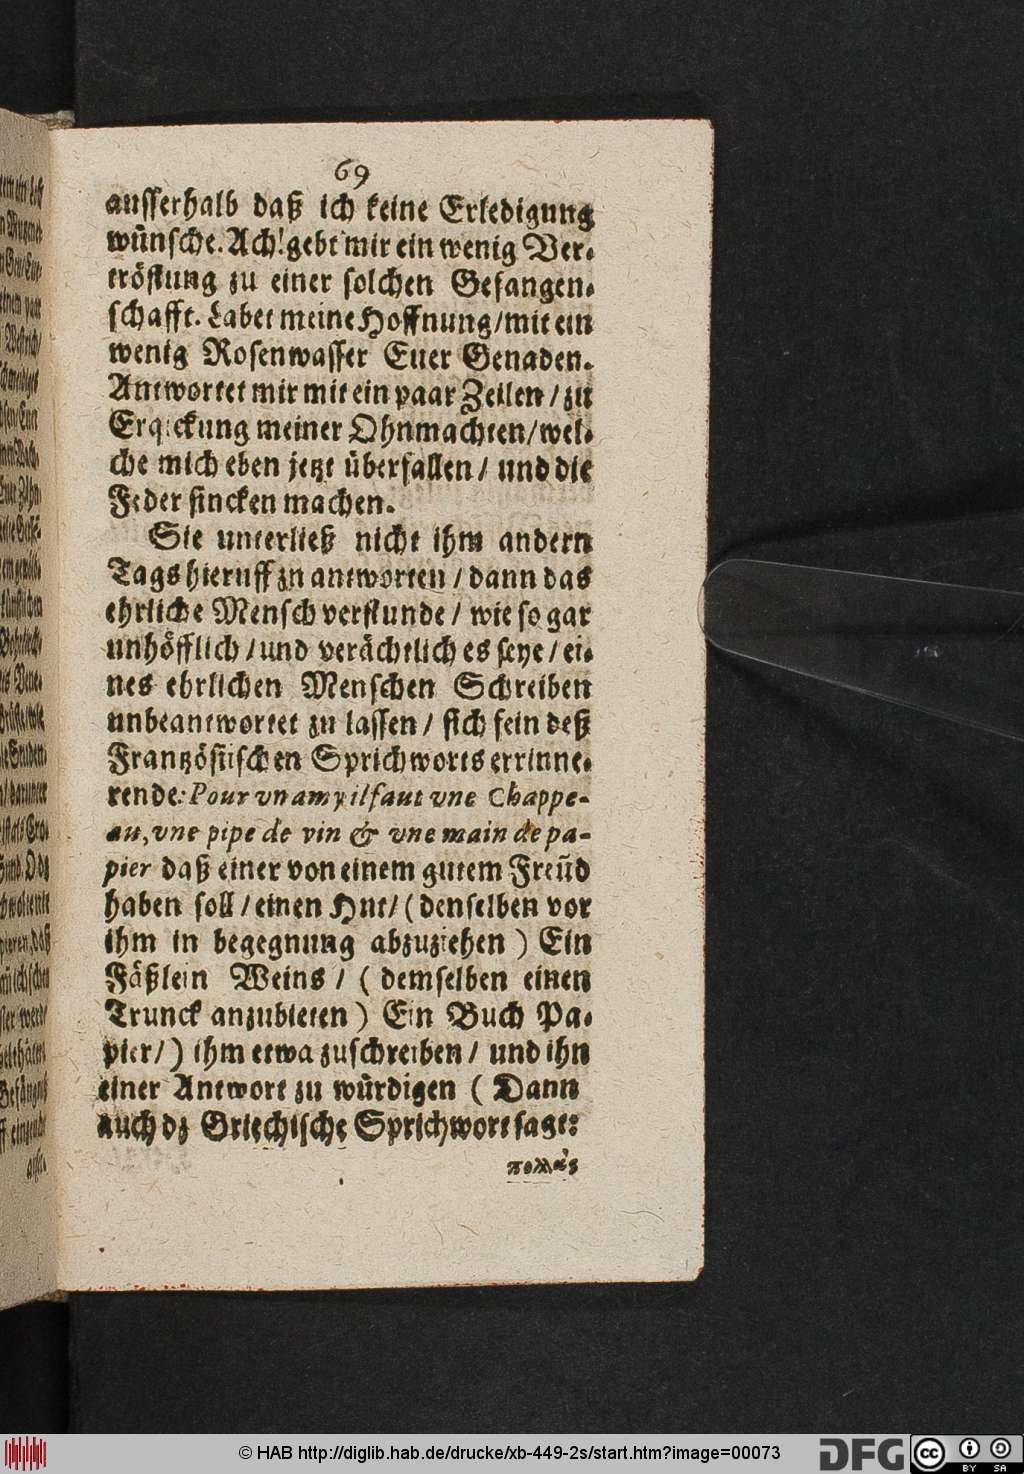 69
ausserhalb daß ich keine Erledigung
wünsche. Ach! gebt mir ein wenig Ver-
tröstung zu einer solchen Gefangen-
schafft. Labet meine Hoffnung/ mit ein
wenig Rosenwasser Euer Genaden.
Antwortet mir mit ein paar Zeilen / zu
Erqickung meiner Ohnmachten/ wel-
che mich eben jetzt überfallen / und die
Feder sincken machen.
Sie unterließ nicht ihm andern
Tags hieruff zu antworten / dann das
ehrliche Mensch verstunde / wie so gar
unhöfflich / und verächtlich es seye / ei-
nes ehrlichen Menschen Schreiben
unbeantwortet zu lassen / sich fein deß
Frantzösischen Sprichworts errinne-
rende: Pour vn amy il faut vne Chappe-
au, vne pipe de vin & vne main de pa-
pier daß einer von einem gutem Freüd
haben soll / einen Hut/ ( denselben vor
ihm in begegnung abzuziehen ) Ein
Fäßlein Weins / ( demselben einen
Trunck anzubieten ) Ein Buch Pa-
pier/ ) ihm etwa zuschreiben / und ihn
einer Antwort zu würdigen ( Dann
auch dz Griechische Sprichwort sagt:
© HAB http://diglib.hab.de/drucke/xb-449-2s/start.htm?image=00073
DFG
cc
BY SA